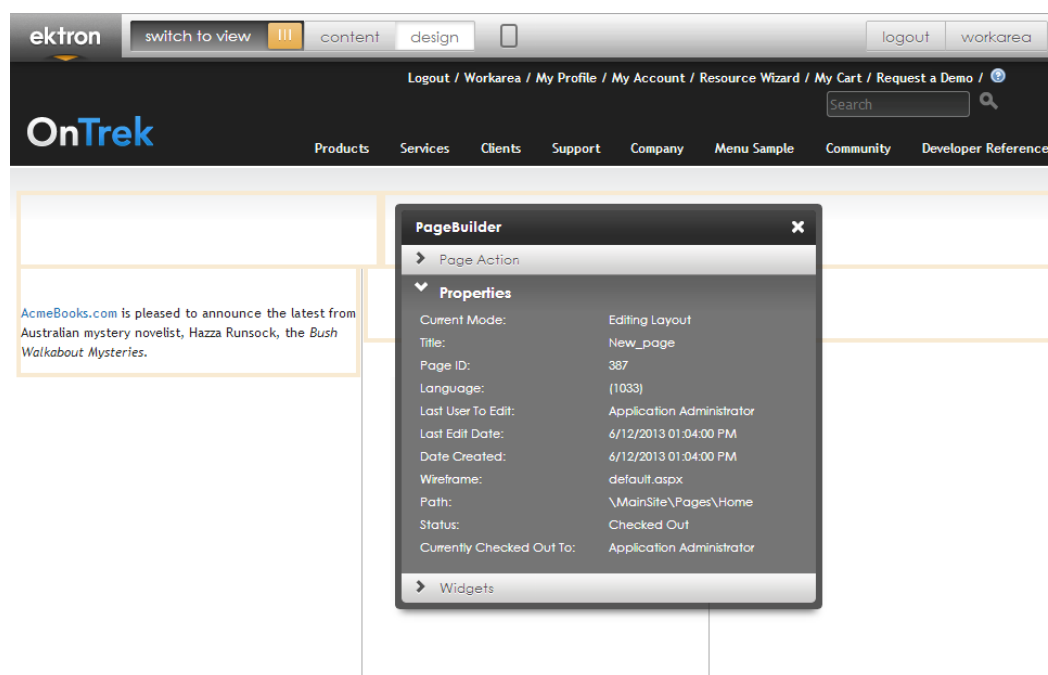 ektron switch to view content design logout workarea
Logout / Workarea / My Profile / My Account / Resource Wizard / My Cart / Request a Demo / ?
Search
OnTrek
Products Services Clients Support Company Menu Sample Community Developer Reference
PageBuilder
Page Action
Properties
Current Mode: Editing Layout
Title: New_page
Page ID: 387
Language: (1033)
Last User To Edit: Application Administrator
Last Edit Date: 6/12/2013 01:04:00 PM
Date Created: 6/12/2013 01:04:00 PM
Wireframe: default.aspx
Path: \MainSite\Pages\Home
Status: Checked Out
Currently Checked Out To: Application Administrator
Widgets
AcmeBooks.com is pleased to announce the latest from
Australian mystery novelist, Hazza Runsock, the Bush
Walkabout Mysteries.